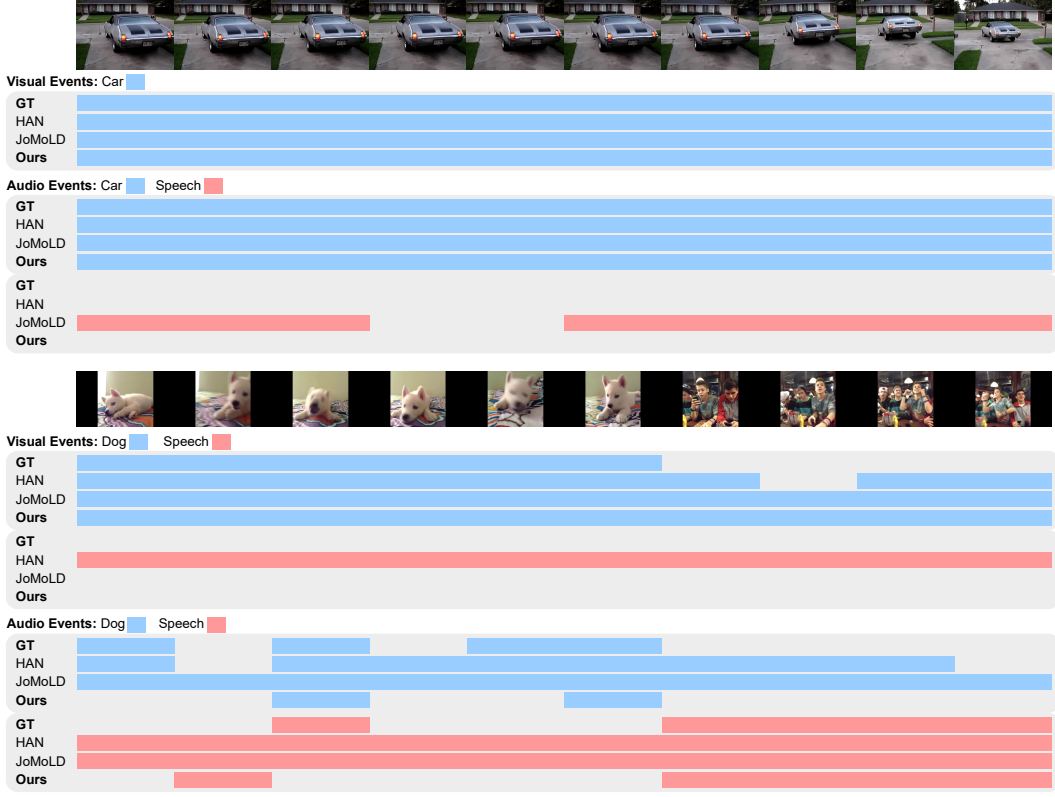 Visual Events: Car
GT
HAN
JoMoLD
Ours
Audio Events: Car Speech
GT
HAN
JoMoLD
Ours
GT
HAN
JoMoLD
Ours
Visual Events: Dog Speech
GT
HAN
JoMoLD
Ours
GT
HAN
JoMoLD
Ours
Audio Events: Dog Speech
GT
HAN
JoMoLD
Ours
GT
HAN
JoMoLD
Ours